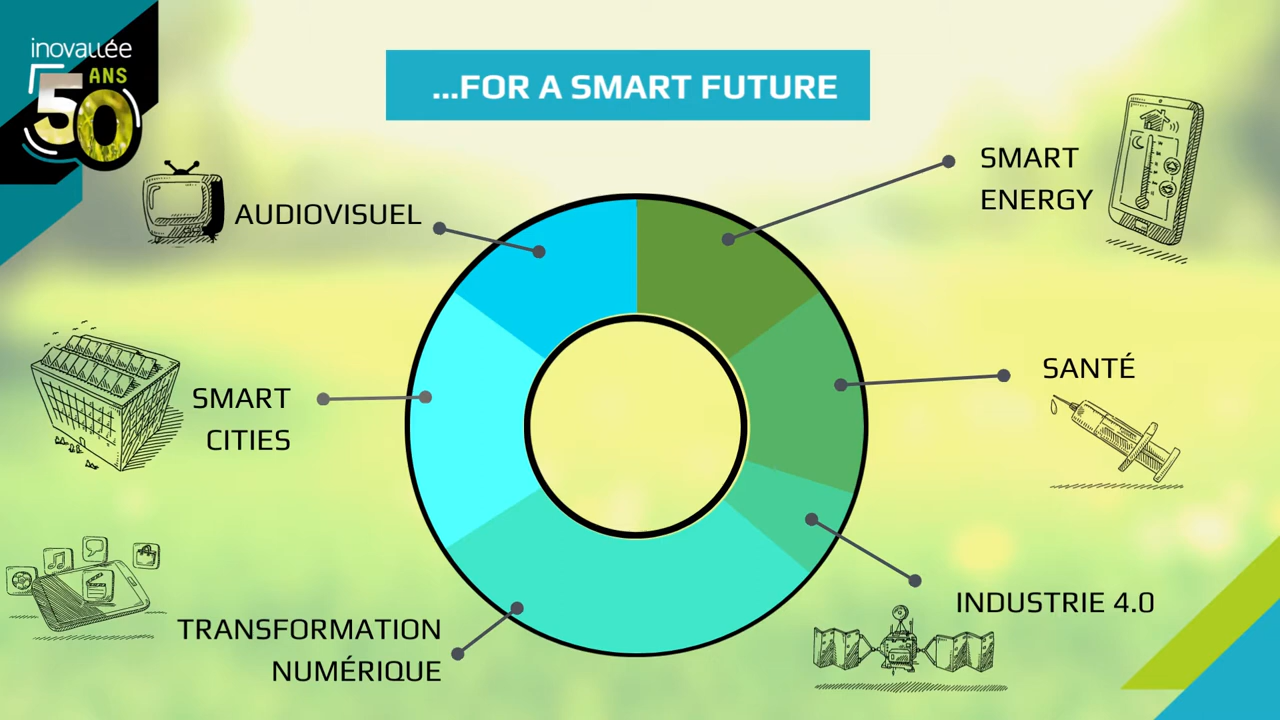 inovallée
50 ANS
...FOR A SMART FUTURE
AUDIOVISUEL
SMART
ENERGY
SMART
CITIES
SANTÉ
TRANSFORMATION
NUMÉRIQUE
INDUSTRIE 4.0